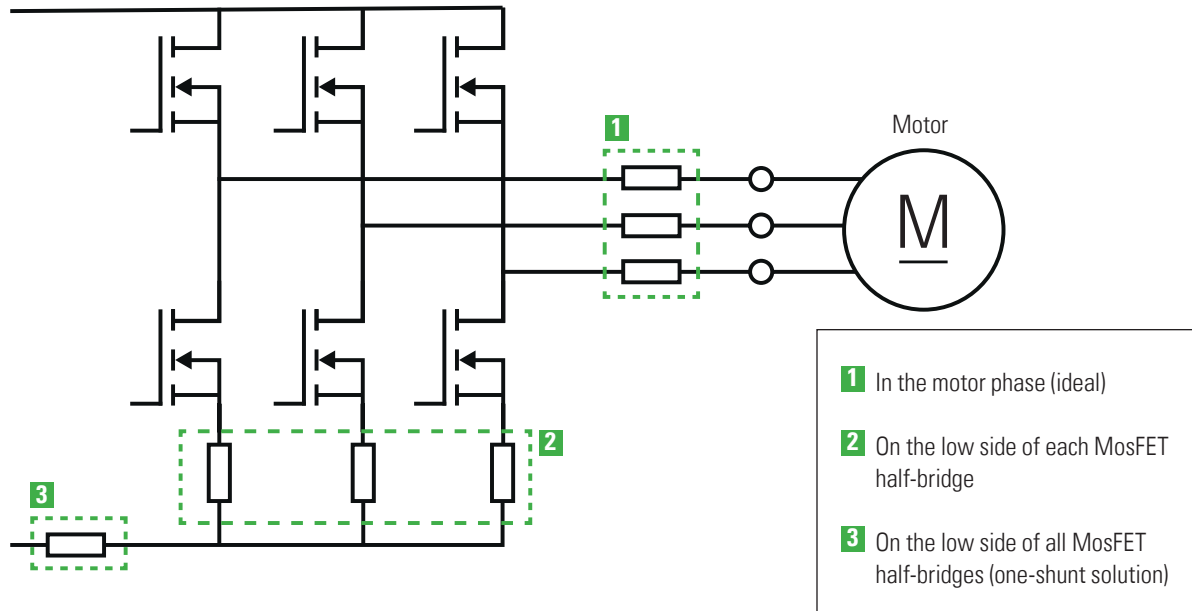 1
Motor
M
2
3
1 In the motor phase (ideal)
2 On the low side of each MosFET
half-bridge
3 On the low side of all MosFET
half-bridges (one-shunt solution)